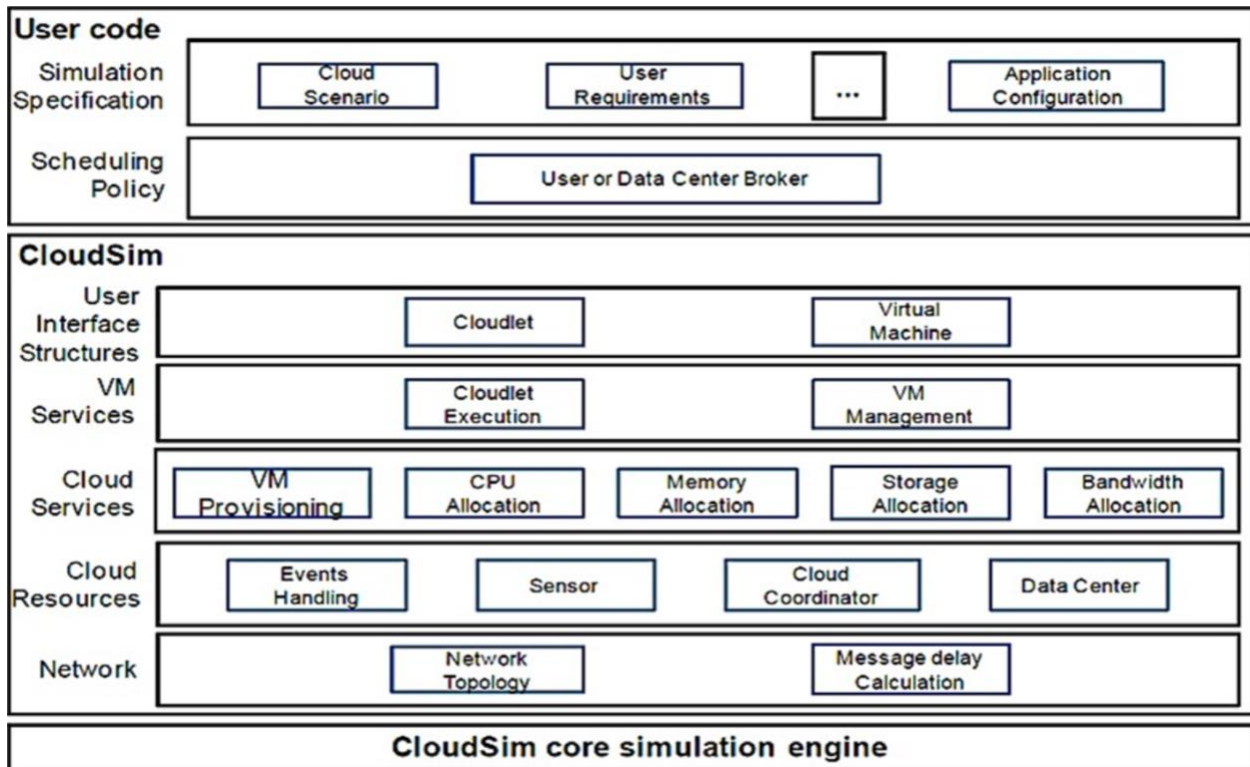 User code
Simulation
Specification
Cloud
Scenario
User
Requirements
...
Application
Configuration
Scheduling
Policy
User or Data Center Broker
CloudSim
User
Interface
Structures
Cloudlet
Virtual
Machine
VM
Services
Cloudlet
Execution
VM
Management
Cloud
Services
VM
Provisioning
CPU
Allocation
Memory
Allocation
Storage
Allocation
Bandwidth
Allocation
Cloud
Resources
Events
Handling
Sensor
Cloud
Coordinator
Data Center
Network
Network
Topology
Message delay
Calculation
CloudSim core simulation engine